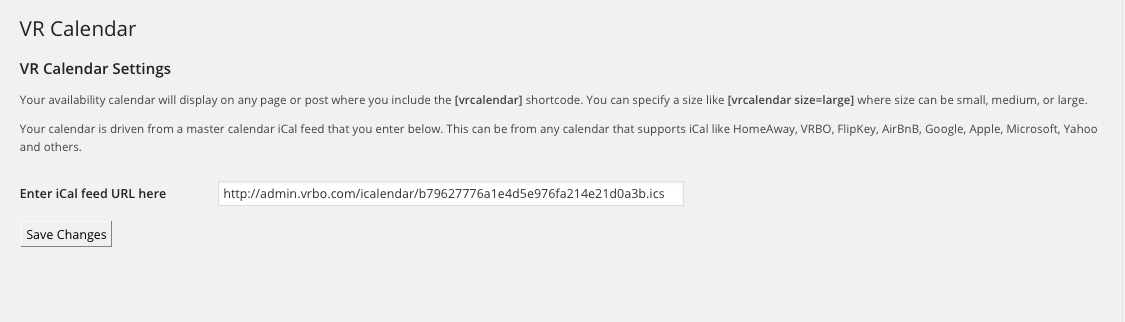 VR Calendar
VR Calendar Settings
Your availability calendar will display on any page or post where you include the [vrcalendar] shortcode. You can specify a size like [vrcalendar size=large] where size can be small, medium, or large.
Your calendar is driven from a master calendar iCal feed that you enter below. This can be from any calendar that supports iCal like HomeAway, VRBO, FlipKey, AirBnB, Google, Apple, Microsoft, Yahoo
and others.
Enter iCal feed URL here http://admin.vrbo.com/icalendar/b79627776a1e4d5e976fa214e21d0a3b.ics
Save Changes